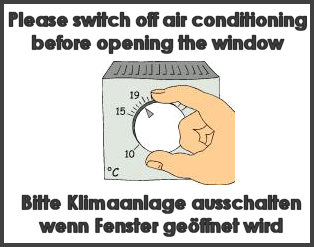 Please switch off air conditioning
before opening the window
19
15
10
°C
Bitte Klimaanlage ausschalten
wenn Fenster geöffnet wird